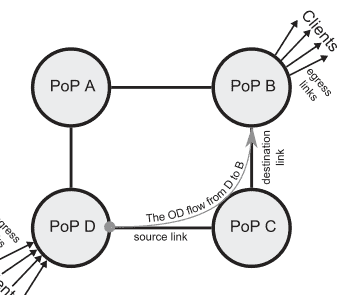 Clients
PoP A
PoP B
egress
links
destination
link
The OD flow from D to B
PoP D
PoP C
source link